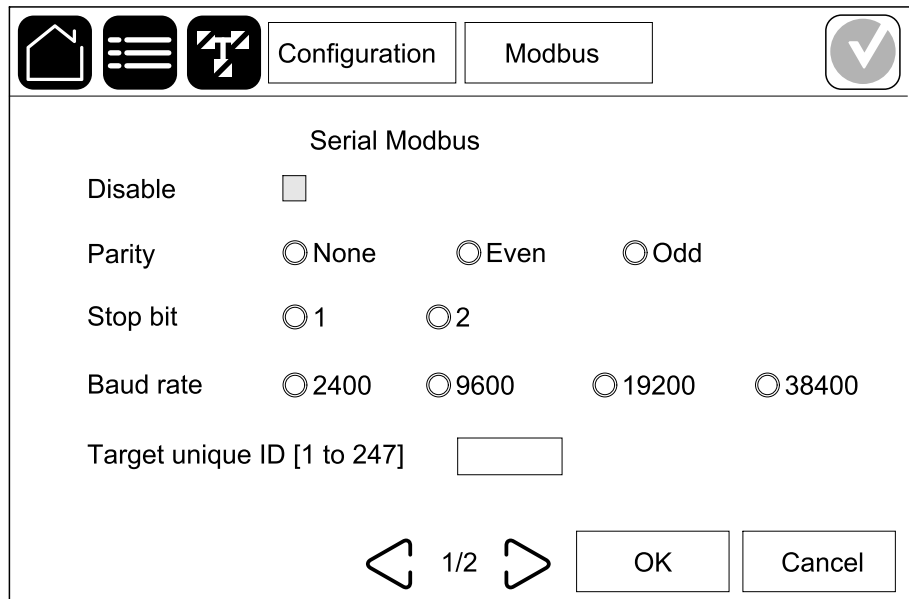 Configuration Modbus
Serial Modbus
Disable
Parity None Even Odd
Stop bit 1 2
Baud rate 2400 9600 19200 38400
Target unique ID [1 to 247]
1/2 OK Cancel